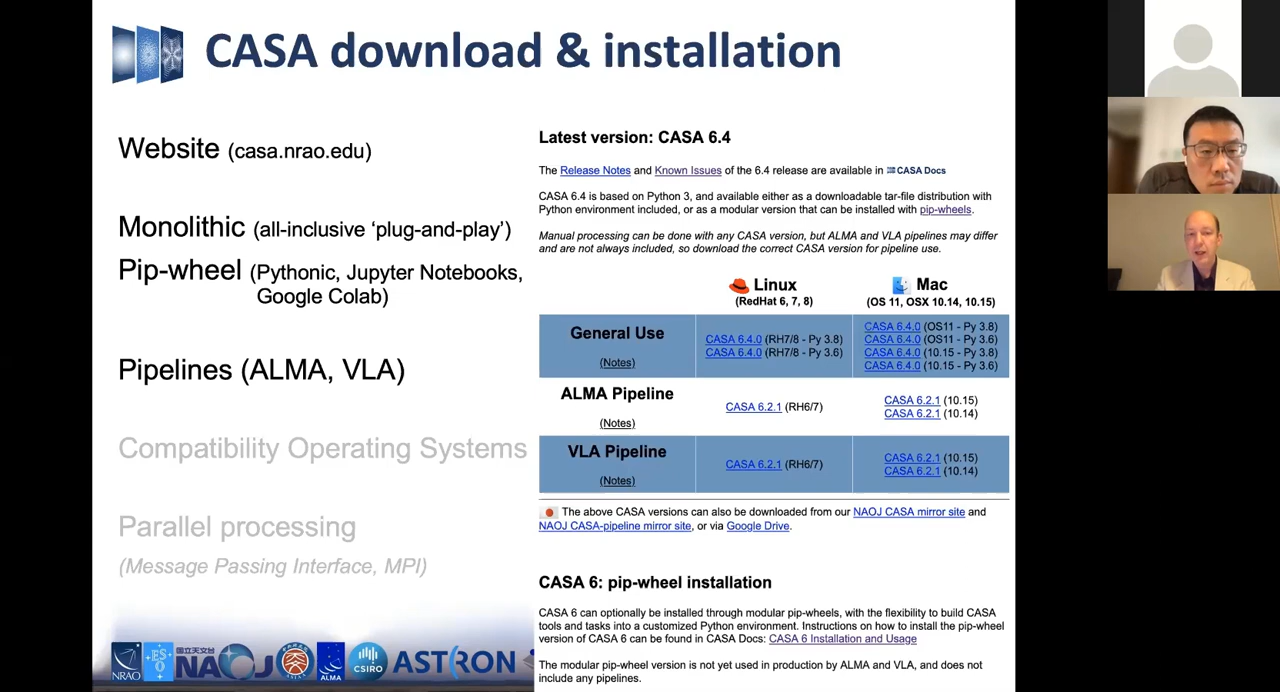 CASA download & installation
Website (casa.nrao.edu)
Monolithic (all-inclusive ‘plug-and-play’)
Pip-wheel (Pythonic, Jupyter Notebooks,
Google Colab)
Pipelines (ALMA, VLA)
Compatibility Operating Systems
Parallel processing
(Message Passing Interface, MPI)
NRAO
ES
O
国立天文台
NAOJ
ALMA
CSIRO
ASTRON
Latest version: CASA 6.4
The Release Notes and Known Issues of the 6.4 release are available in CASA Docs
CASA 6.4 is based on Python 3, and available either as a downloadable tar-file distribution with
Python environment included, or as a modular version that can be installed with pip-wheels.
Manual processing can be done with any CASA version, but ALMA and VLA pipelines may differ
and are not always included, so download the correct CASA version for pipeline use.
Linux
(RedHat 6, 7, 8)
Mac
(OS 11, OSX 10.14, 10.15)
General Use
(Notes)
CASA 6.4.0 (RH7/8 - Py 3.8)
CASA 6.4.0 (RH7/8 - Py 3.6)
CASA 6.4.0 (OS11 - Py 3.8)
CASA 6.4.0 (OS11 - Py 3.6)
CASA 6.4.0 (10.15 - Py 3.8)
CASA 6.4.0 (10.15 - Py 3.6)
ALMA Pipeline
(Notes)
CASA 6.2.1 (RH6/7)
CASA 6.2.1 (10.15)
CASA 6.2.1 (10.14)
VLA Pipeline
(Notes)
CASA 6.2.1 (RH6/7)
CASA 6.2.1 (10.15)
CASA 6.2.1 (10.14)
The above CASA versions can also be downloaded from our NAOJ CASA mirror site and
NAOJ CASA-pipeline mirror site, or via Google Drive.
CASA 6: pip-wheel installation
CASA 6 can optionally be installed through modular pip-wheels, with the flexibility to build CASA
tools and tasks into a customized Python environment. Instructions on how to install the pip-wheel
version of CASA 6 can be found in CASA Docs: CASA 6 Installation and Usage
The modular pip-wheel version is not yet used in production by ALMA and VLA, and does not
include any pipelines.